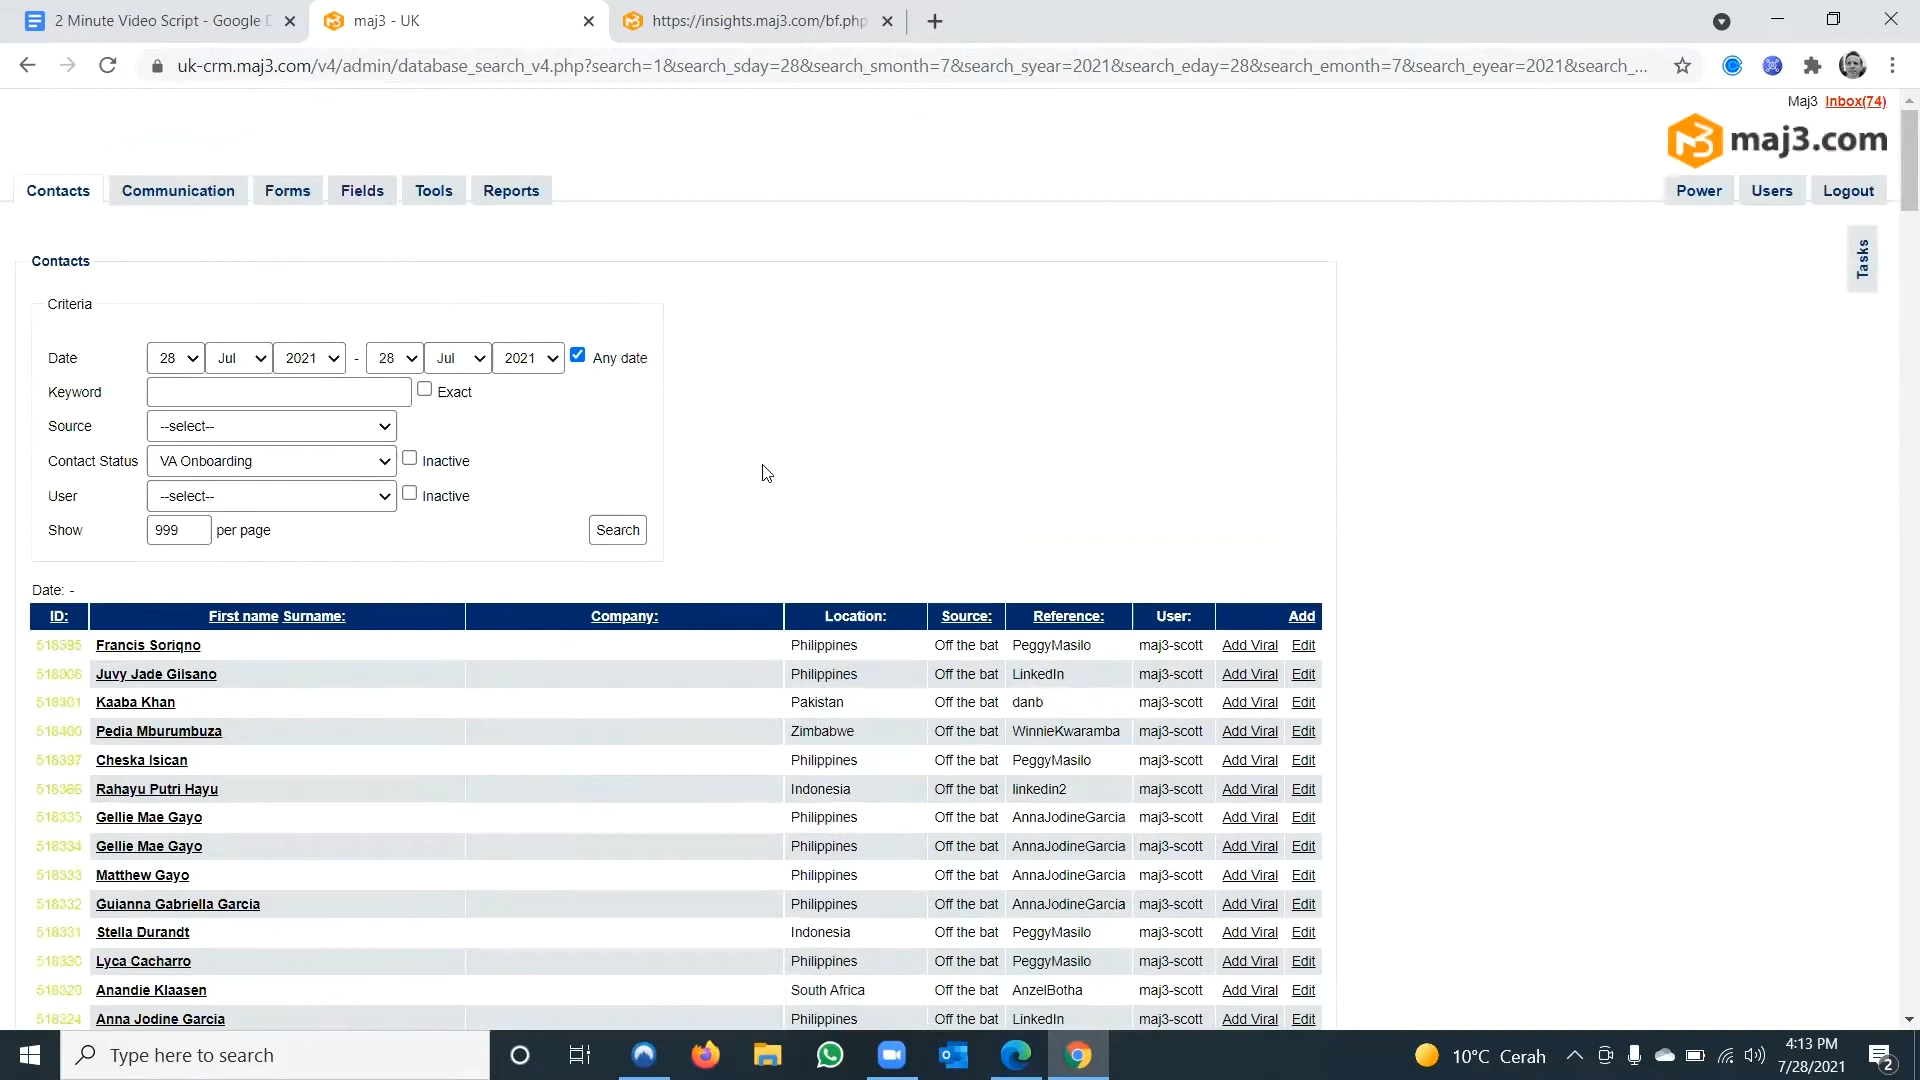 2 Minute Video Script - Google D
maj3 - UK
https://insights.maj3.com/bf.php
uk-crm.maj3.com/v4/admin/database_search_v4.php?search=1&search_sday=28&search_smonth=7&search_syear=2021&search_eday=28&search_emonth=7&search_eyear=2021&search_...
Maj3 Inbox(74)
maj3.com
Contacts Communication Forms Fields Tools Reports Power Users Logout
Tasks
Contacts
Criteria
Date 28 Jul 2021 - 28 Jul 2021 Any date
Keyword Exact
Source --select--
Contact Status VA Onboarding Inactive
User --select-- Inactive
Show 999 per page Search
Date: -
ID: First name Surname: Company: Location: Source: Reference: User: Add
Francis Soriqno Philippines Off the bat PeggyMasilo maj3-scott Add Viral Edit
Juvy Jade Gilsano Philippines Off the bat LinkedIn maj3-scott Add Viral Edit
Kaaba Khan Pakistan Off the bat danb maj3-scott Add Viral Edit
Pedia Mburumbuza Zimbabwe Off the bat WinnieKwaramba maj3-scott Add Viral Edit
Cheska Isican Philippines Off the bat PeggyMasilo maj3-scott Add Viral Edit
Rahayu Putri Hayu Indonesia Off the bat linkedin2 maj3-scott Add Viral Edit
Gellie Mae Gayo Philippines Off the bat AnnaJodineGarcia maj3-scott Add Viral Edit
518334 Gellie Mae Gayo Philippines Off the bat AnnaJodineGarcia maj3-scott Add Viral Edit
518333 Matthew Gayo Philippines Off the bat AnnaJodineGarcia maj3-scott Add Viral Edit
518332 Guianna Gabriella Garcia Philippines Off the bat AnnaJodineGarcia maj3-scott Add Viral Edit
518331 Stella Durandt Indonesia Off the bat PeggyMasilo maj3-scott Add Viral Edit
518330 Lyca Cacharro Philippines Off the bat PeggyMasilo maj3-scott Add Viral Edit
Anandie Klaasen South Africa Off the bat AnzelBotha maj3-scott Add Viral Edit
518324 Anna Jodine Garcia Philippines Off the bat LinkedIn maj3-scott Add Viral Edit
Type here to search
10°C Cerah
4:13 PM
7/28/2021
2